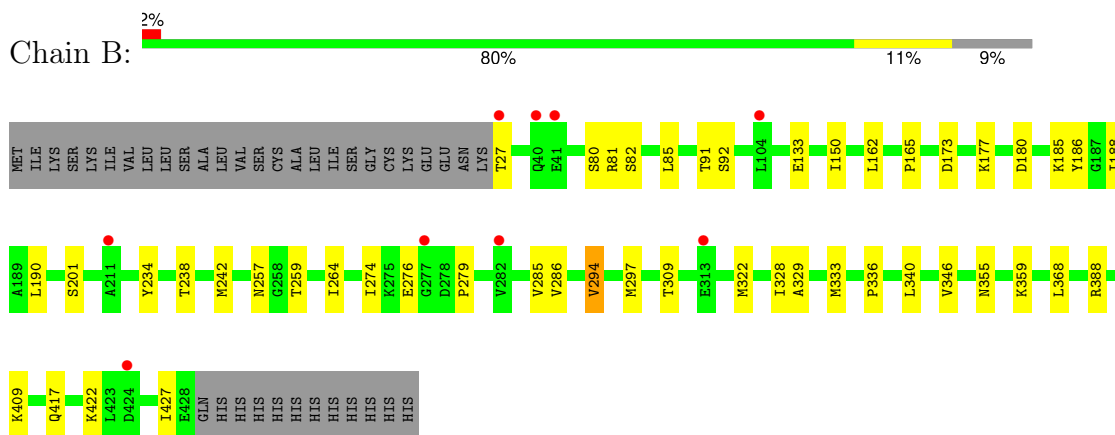 2%
Chain B:
80% 11% 9%
MET ILE LYS SER LYS ILE VAL LEU LEU SER ALA LEU VAL SER CYS ALA LEU ILE SER GLY CYS LYS GLU GLU ASN LYS T27 Q40 E41 S80 R81 S82 L85 T91 S92 L104 E133 I150 L162 P165 D173 K177 D180 K185 Y186 G187 I188
A189 L190 S201 A211 Y234 T238 M242 N257 G258 T259 I264 I274 K275 E276 G277 D278 P279 V282 V285 V286 V294 M297 T309 E313 M322 I328 A329 M333 P336 L340 V346 N355 K359 L368 R388
K409 Q417 K422 L423 D424 I427 E428 GLN HIS HIS HIS HIS HIS HIS HIS HIS HIS HIS HIS